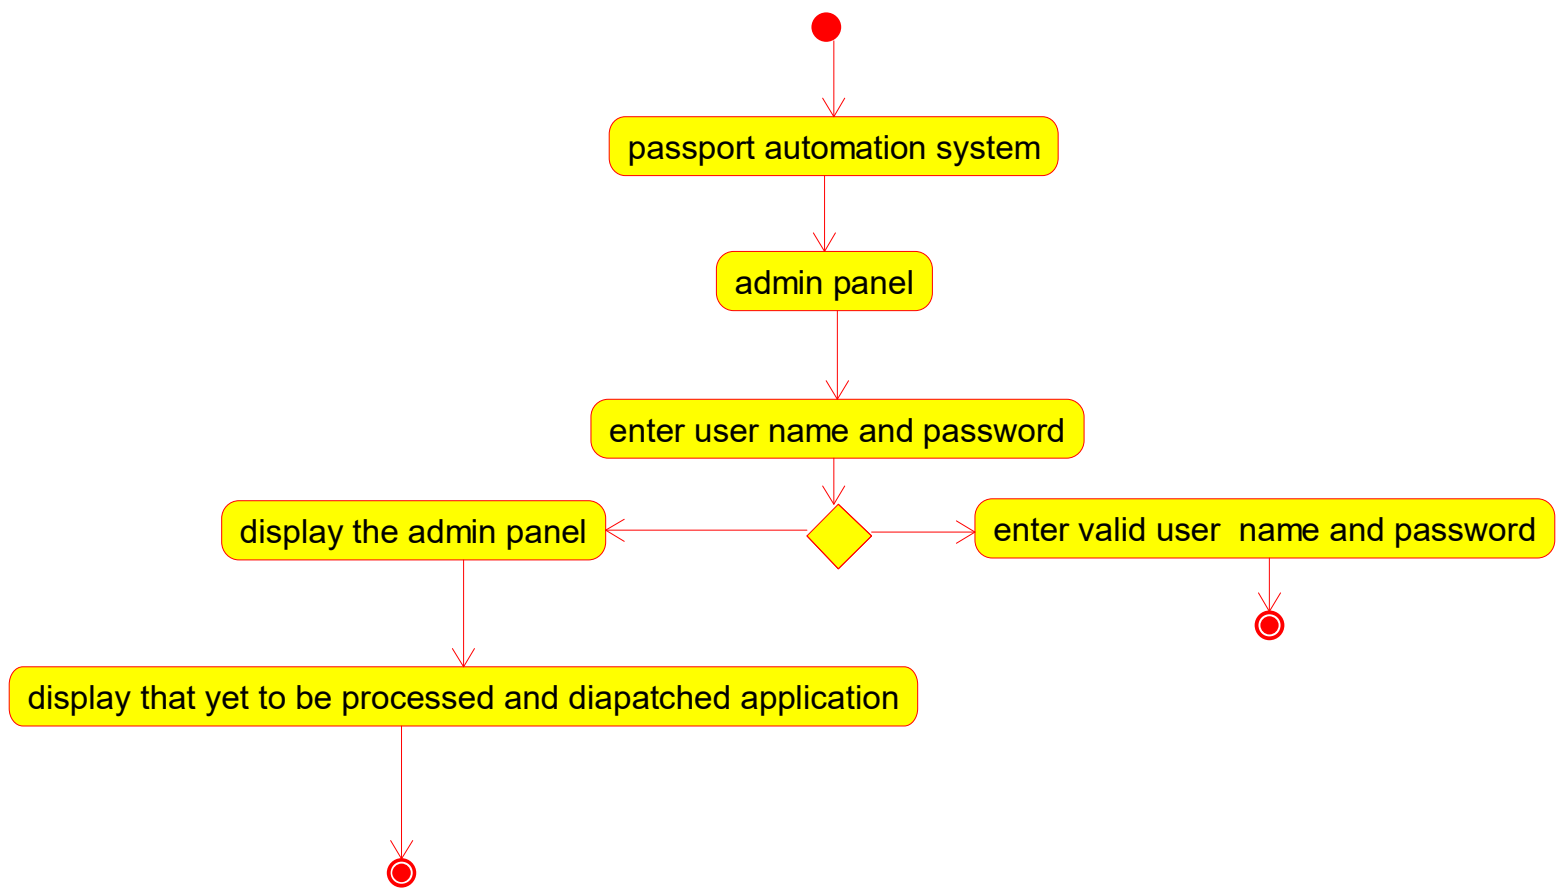 passport automation system
admin panel
enter user name and password
display the admin panel
enter valid user  name and password
display that yet to be processed and diapatched application